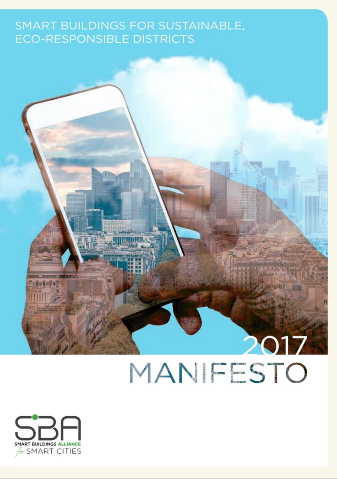 SMART BUILDINGS FOR SUSTAINABLE,
ECO-RESPONSIBLE DISTRICTS
2017
MANIFESTO
SBA
SMART BUILDINGS ALLIANCE
for SMART CITIES